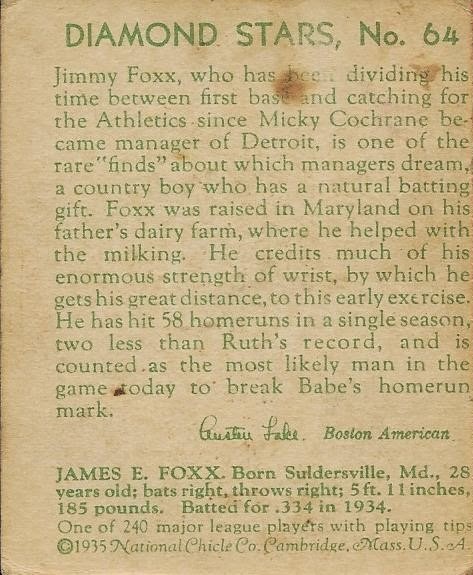 DIAMOND STARS, No. 64
Jimmy Foxx, who has been dividing his
time between first base and catching for
the Athletics since Micky Cochrane be-
came manager of Detroit, is one of the
rare "finds" about which managers dream,
a country boy who has a natural batting
gift. Foxx was raised in Maryland on his
father's dairy farm, where he helped with
the milking. He credits much of his
enormous strength of wrist, by which he
gets his great distance, to this early exercise.
He has hit 58 homeruns in a single season,
two less than Ruth's record, and is
counted as the most likely man in the
game today to break Babe's homerun
mark.
Austen Lake. Boston American
JAMES E. FOXX. Born Suldersville, Md., 28
years old; bats right, throws right; 5 ft. 11 inches,
185 pounds. Batted for .334 in 1934.
One of 240 major league players with playing tips
©1935 National Chicle Co. Cambridge, Mass. U.S.A.